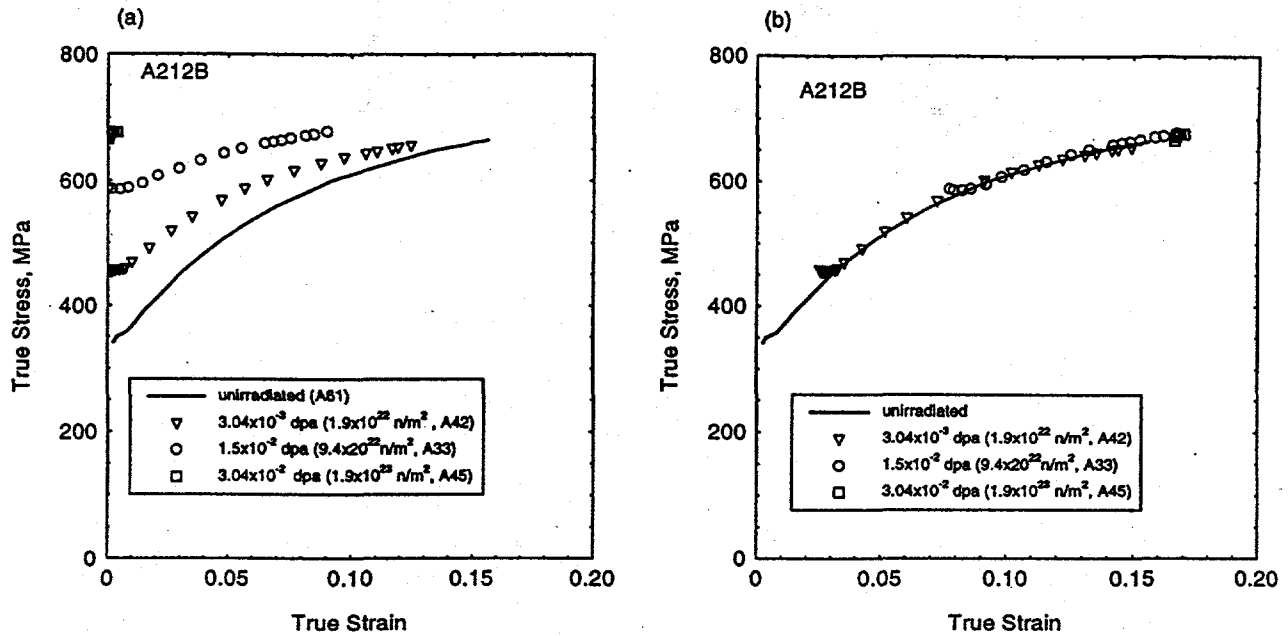 (a)
A212B
True Stress, MPa
800
600
400
200
0
unirradiated (A61)
3.04x10⁻³ dpa (1.9x10²² n/m², A42)
1.5x10⁻² dpa (9.4x20²²n/m², A33)
3.04x10⁻² dpa (1.9x10²³ n/m², A45)
0 0.05 0.10 0.15 0.20
True Strain
(b)
A212B
True Stress, MPa
800
600
400
200
0
unirradiated
3.04x10⁻³ dpa (1.9x10²² n/m², A42)
1.5x10⁻² dpa (9.4x20²²n/m², A33)
3.04x10⁻² dpa (1.9x10²³ n/m², A45)
0 0.05 0.10 0.15 0.20
True Strain